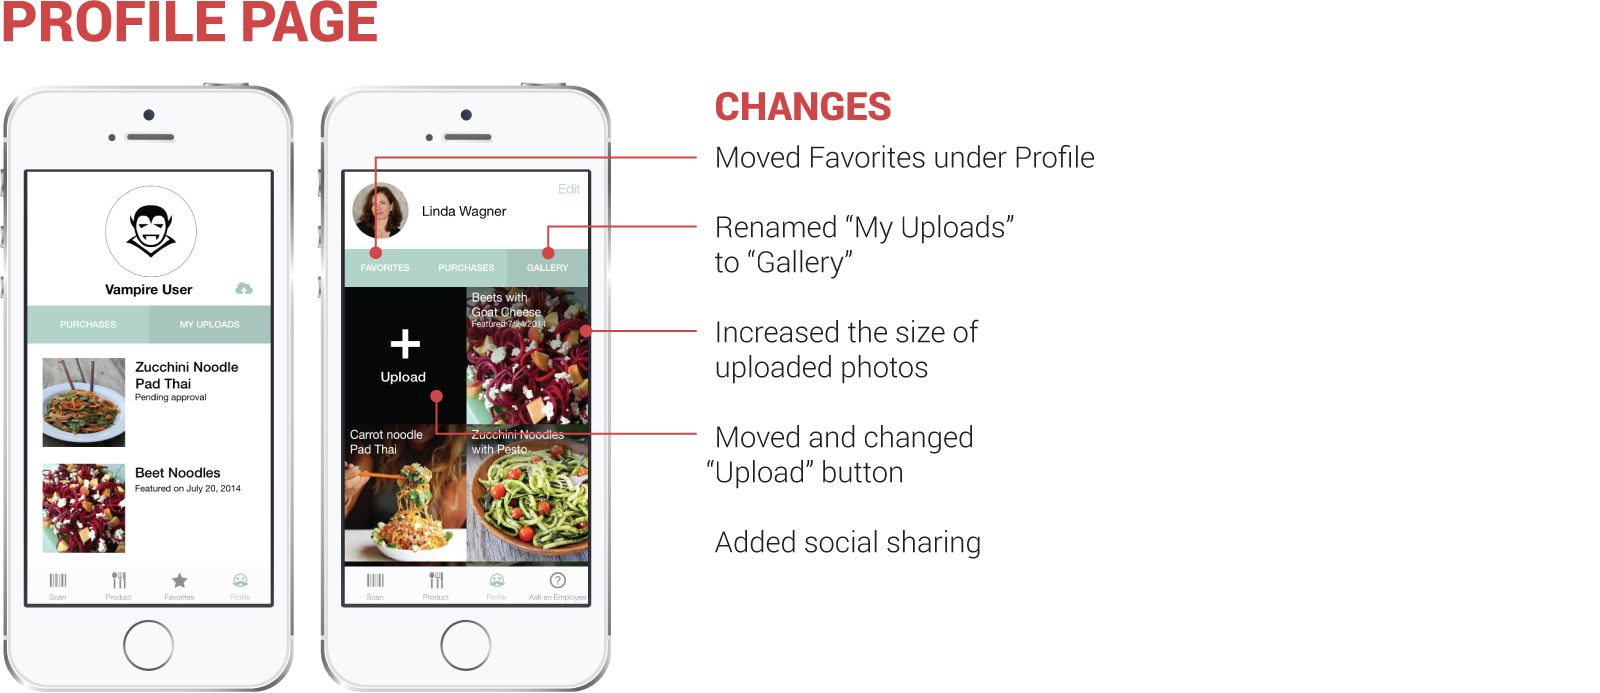 PROFILE PAGE
Vampire User
PURCHASES
MY UPLOADS
Zucchini Noodle
Pad Thai
Pending approval
Beet Noodles
Featured on July 20, 2014
Scan
Product
Favorites
Profile
Edit
Linda Wagner
FAVORITES
PURCHASES
GALLERY
+
Upload
Beets with
Goat Cheese
Featured 7/24/2014
Carrot noodle
Pad Thai
Zucchini Noodles
with Pesto
Scan
Product
Profile
?
Ask an Employee
CHANGES
Moved Favorites under Profile
Renamed “My Uploads”
to “Gallery”
Increased the size of
uploaded photos
Moved and changed
“Upload” button
Added social sharing